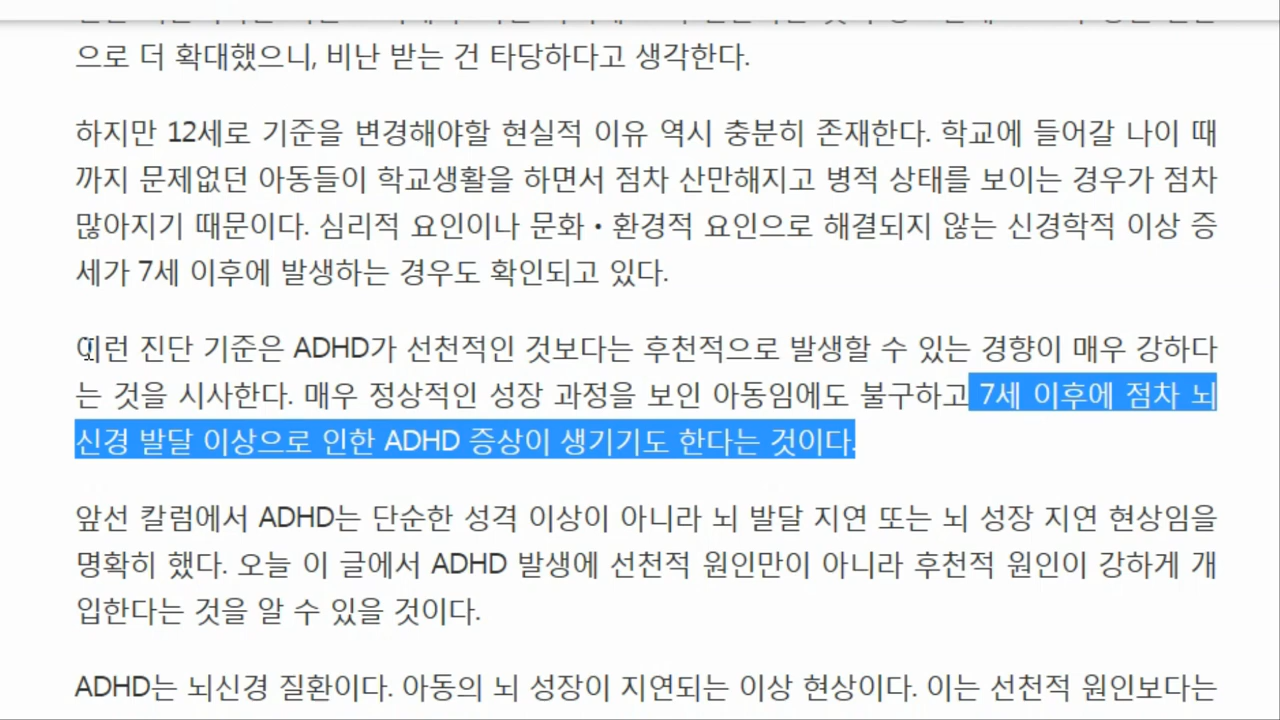 으로 더 확대했으니, 비난 받는 건 타당하다고 생각한다.
하지만 12세로 기준을 변경해야할 현실적 이유 역시 충분히 존재한다. 학교에 들어갈 나이 때
까지 문제없던 아동들이 학교생활을 하면서 점차 산만해지고 병적 상태를 보이는 경우가 점차
많아지기 때문이다. 심리적 요인이나 문화·환경적 요인으로 해결되지 않는 신경학적 이상 증
세가 7세 이후에 발생하는 경우도 확인되고 있다.
이런 진단 기준은 ADHD가 선천적인 것보다는 후천적으로 발생할 수 있는 경향이 매우 강하다
는 것을 시사한다. 매우 정상적인 성장 과정을 보인 아동임에도 불구하고 7세 이후에 점차 뇌
신경 발달 이상으로 인한 ADHD 증상이 생기기도 한다는 것이다.
앞선 칼럼에서 ADHD는 단순한 성격 이상이 아니라 뇌 발달 지연 또는 뇌 성장 지연 현상임을
명확히 했다. 오늘 이 글에서 ADHD 발생에 선천적 원인만이 아니라 후천적 원인이 강하게 개
입한다는 것을 알 수 있을 것이다.
ADHD는 뇌신경 질환이다. 아동의 뇌 성장이 지연되는 이상 현상이다. 이는 선천적 원인보다는